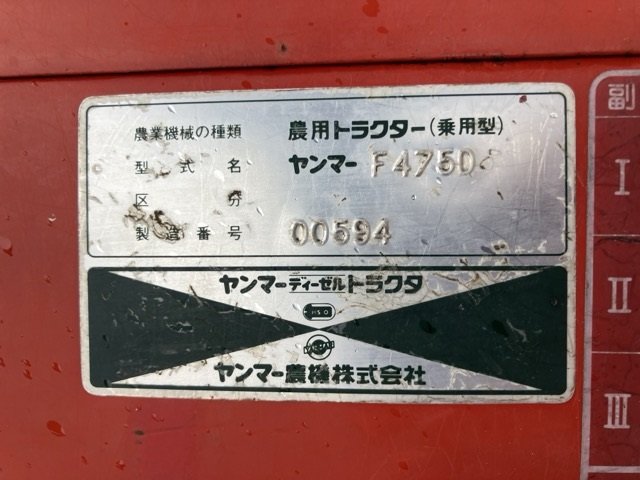 農業機械の種類 農用トラクター(乗用型)
型式名 ヤンマー F475D
区分
製造番号 00594
ヤンマーディーゼルトラクタ
ヤンマー農機株式会社
副
I
II
III